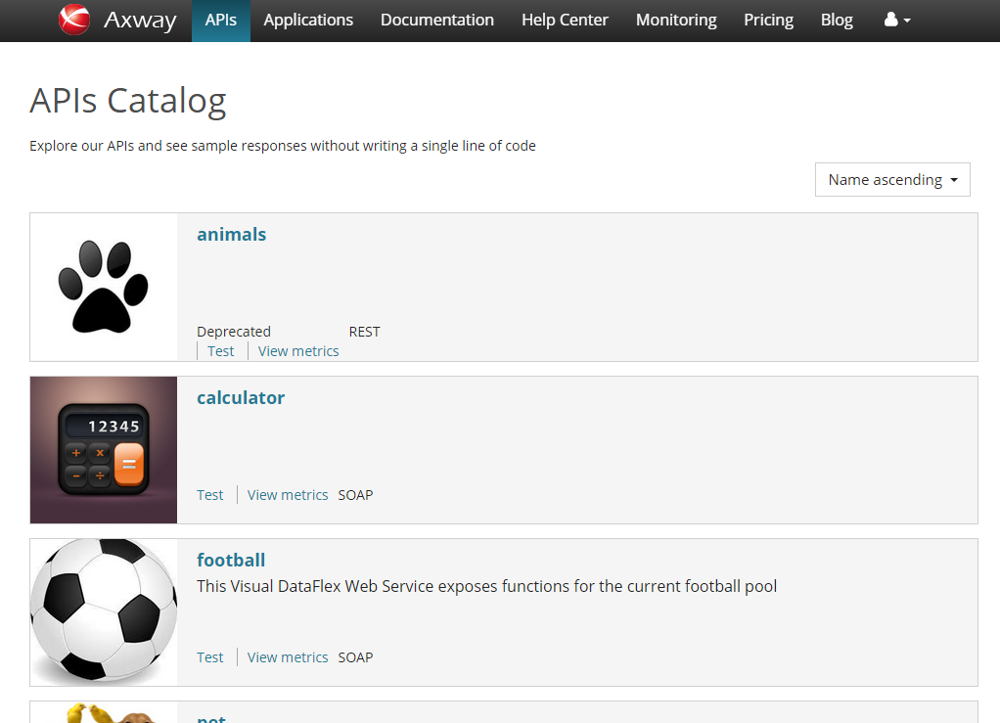 Axway APIs Applications Documentation Help Center Monitoring Pricing Blog
APIs Catalog
Explore our APIs and see sample responses without writing a single line of code
Name ascending
animals
Deprecated REST
Test View metrics
12345
calculator
Test View metrics SOAP
football
This Visual DataFlex Web Service exposes functions for the current football pool
Test View metrics SOAP
pet